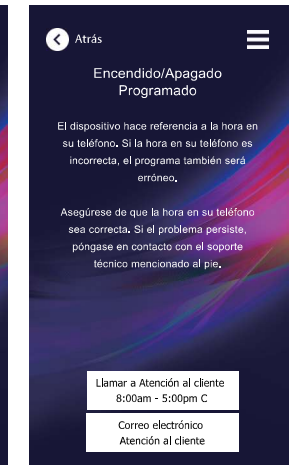 Atrás
Encendido/Apagado
Programado
El dispositivo hace referencia a la hora en
su teléfono. Si la hora en su teléfono es
incorrecta, el programa también será
erróneo.
Asegúrese de que la hora en su teléfono
sea correcta. Si el problema persiste,
póngase en contacto con el soporte
técnico mencionado al pie.
Llamar a Atención al cliente
8:00am - 5:00pm C
Correo electrónico
Atención al cliente